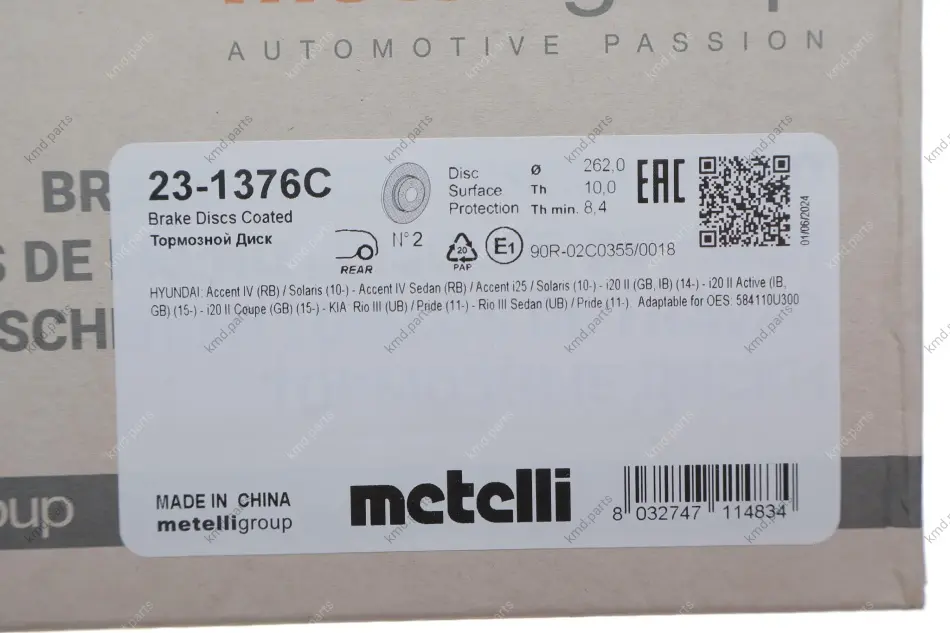 AUTOMOTIVE PASSION
BR
S DE
SCHI
oup
23-1376C
Brake Discs Coated
Тормозной Диск
Disc
Surface
Protection
Ø 262,0
Th 10,0
Th min. 8,4
EAC
01/06/2024
REAR
N° 2
20
PAP
E1
90R-02C0355/0018
HYUNDAI: Accent IV (RB) / Solaris (10-) - Accent IV Sedan (RB) / Accent i25 / Solaris (10-) - i20 II (GB, IB) (14-) - i20 II Active (IB,
GB) (15-) - i20 II Coupe (GB) (15-) - KIA: Rio III (UB) / Pride (11-) - Rio III Sedan (UB) / Pride (11-) Adaptable for OES: 584110U300
MADE IN CHINA
metelligroup
metelli
8 032747 114834
kmd.parts